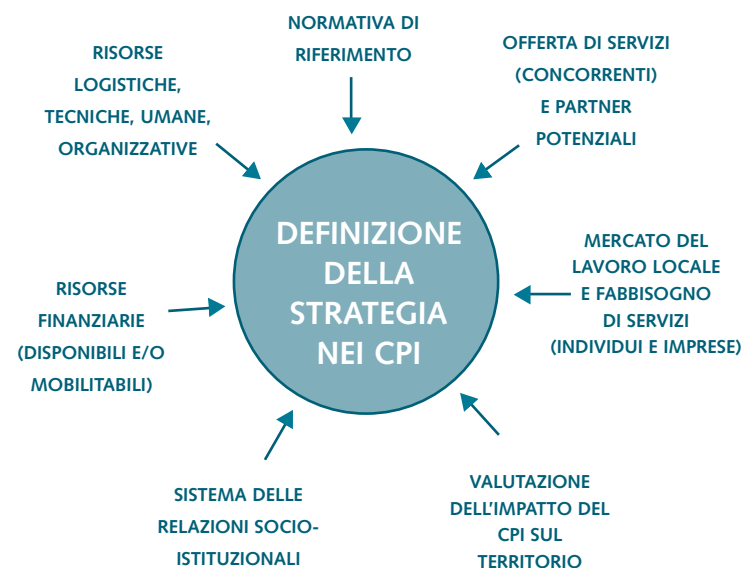 NORMATIVA DI
RIFERIMENTO
OFFERTA DI SERVIZI
(CONCORRENTI)
E PARTNER
POTENZIALI
MERCATO DEL
LAVORO LOCALE
E FABBISOGNO
DI SERVIZI
(INDIVIDUI E IMPRESE)
VALUTAZIONE
DELL'IMPATTO DEL
CPI SUL
TERRITORIO
SISTEMA DELLE
RELAZIONI SOCIO-
ISTITUZIONALI
RISORSE
FINANZIARIE
(DISPONIBILI E/O
MOBILITABILI)
RISORSE
LOGISTICHE,
TECNICHE, UMANE,
ORGANIZZATIVE
DEFINIZIONE
DELLA
STRATEGIA
NEI CPI